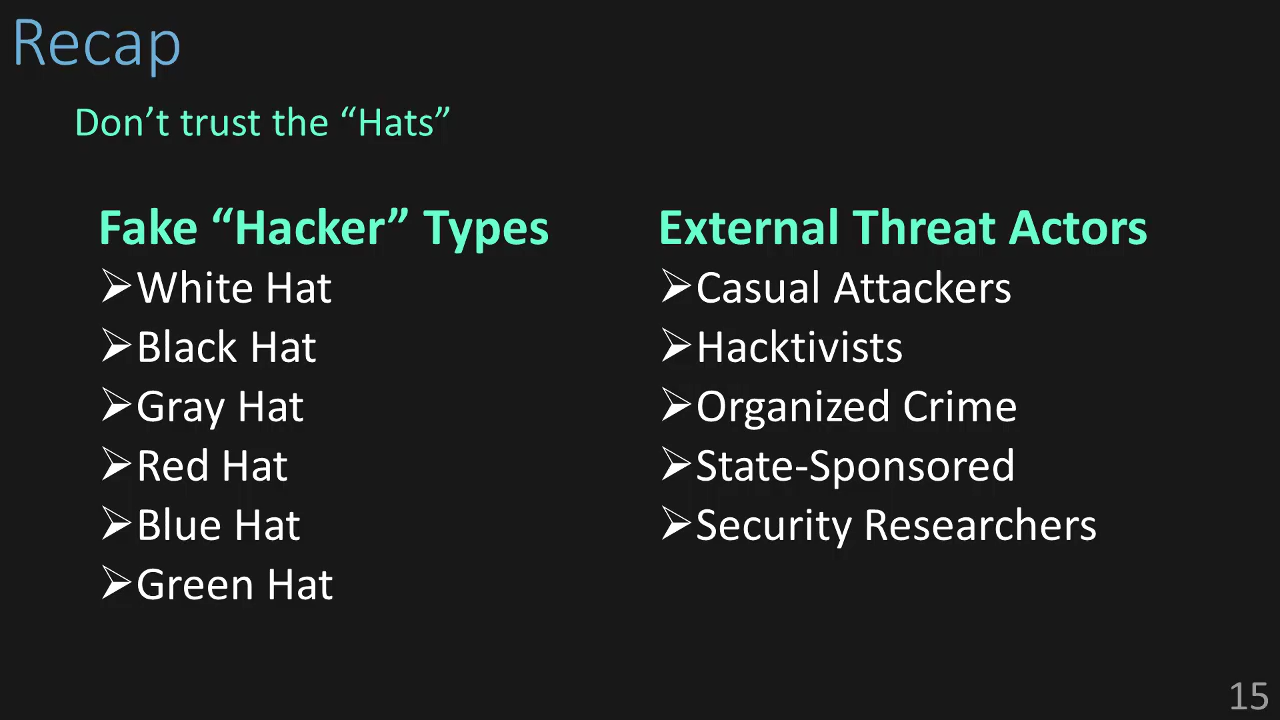 Recap
Don’t trust the “Hats”
Fake “Hacker” Types
➢White Hat
➢Black Hat
➢Gray Hat
➢Red Hat
➢Blue Hat
➢Green Hat
External Threat Actors
➢Casual Attackers
➢Hacktivists
➢Organized Crime
➢State-Sponsored
➢Security Researchers
15